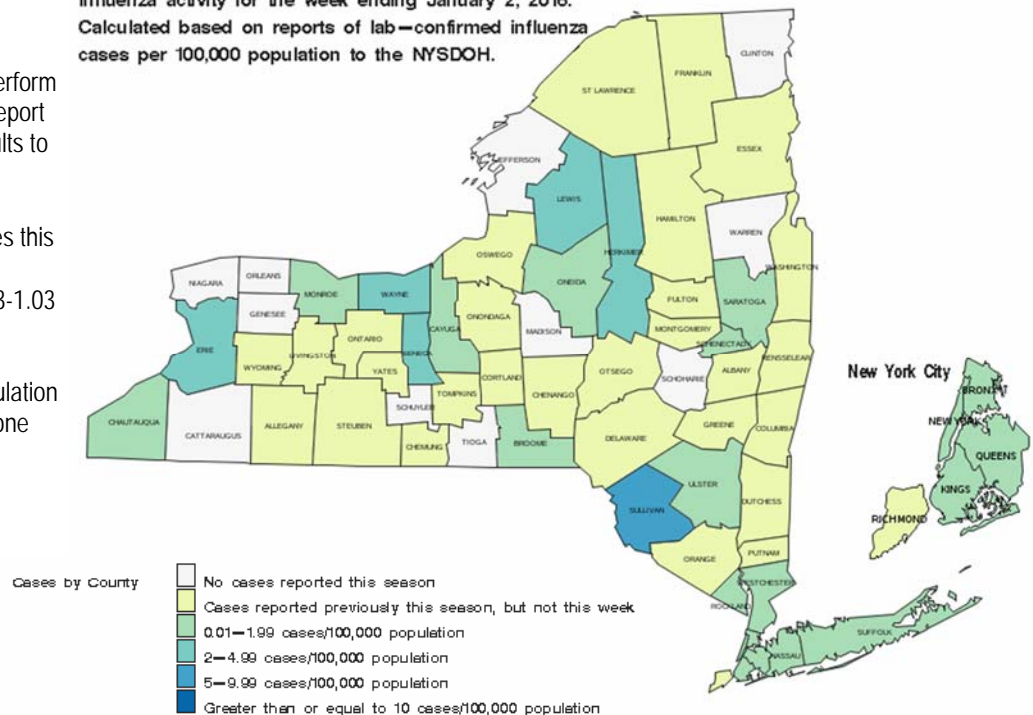 Influenza activity for the week ending January 2, 2016.
Calculated based on reports of lab—confirmed influenza
cases per 100,000 population to the NYSDOH.
erform
eport
lts to
es this
3-1.03
ulation
one
CLINTON
FRANKLIN
ST LAWRENCE
ESSEX
JEFFERSON
LEWIS
HAMILTON
WARREN
HERKIMER
OSWEGO
WASHINGTON
ONEIDA
NIAGARA
ORLEANS
MONROE
WAYNE
FULTON
SARATOGA
GENESEE
CAYUGA
ONONDAGA
MADISON
MONTGOMERY
ONTARIO
SCHENECTADY
ERIE
SENECA
LIVINGSTON
WYOMING
YATES
OTSEGO
SCHOHARIE
ALBANY
RENSSELEAR
CORTLAND
TOMPKINS
CHENANGO
SCHUYLER
CHAUTAUQUA
CATTARAUGUS
ALLEGANY
STEUBEN
CHEMUNG
TIOGA
BROOME
DELAWARE
GREENE
COLUMBIA
ULSTER
SULLIVAN
DUTCHESS
ORANGE
PUTNAM
WESTCHESTER
ROCKLAND
SUFFOLK
NASSAU
New York City
BRONX
NEW YORK
QUEENS
KINGS
RICHMOND
Cases by County
No cases reported this season
Cases reported previously this season, but not this week
0.01—1.99 cases/100,000 population
2—4.99 cases/100,000 population
5—9.99 cases/100,000 population
Greater than or equal to 10 cases/100,000 population